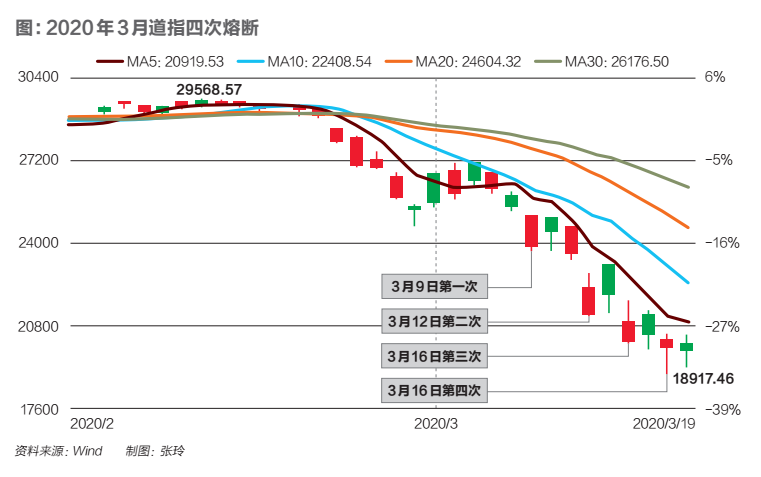 图：2020年3月道指四次熔断
MA5: 20919.53 MA10: 22408.54 MA20: 24604.32 MA30: 26176.50
30400 6%
29568.57
27200 -5%
24000 -16%
3月9日第一次
3月12日第二次
20800 -27%
3月16日第三次
18917.46
3月16日第四次
17600 -39%
2020/2 2020/3 2020/3/19
资料来源：Wind 制图：张玲